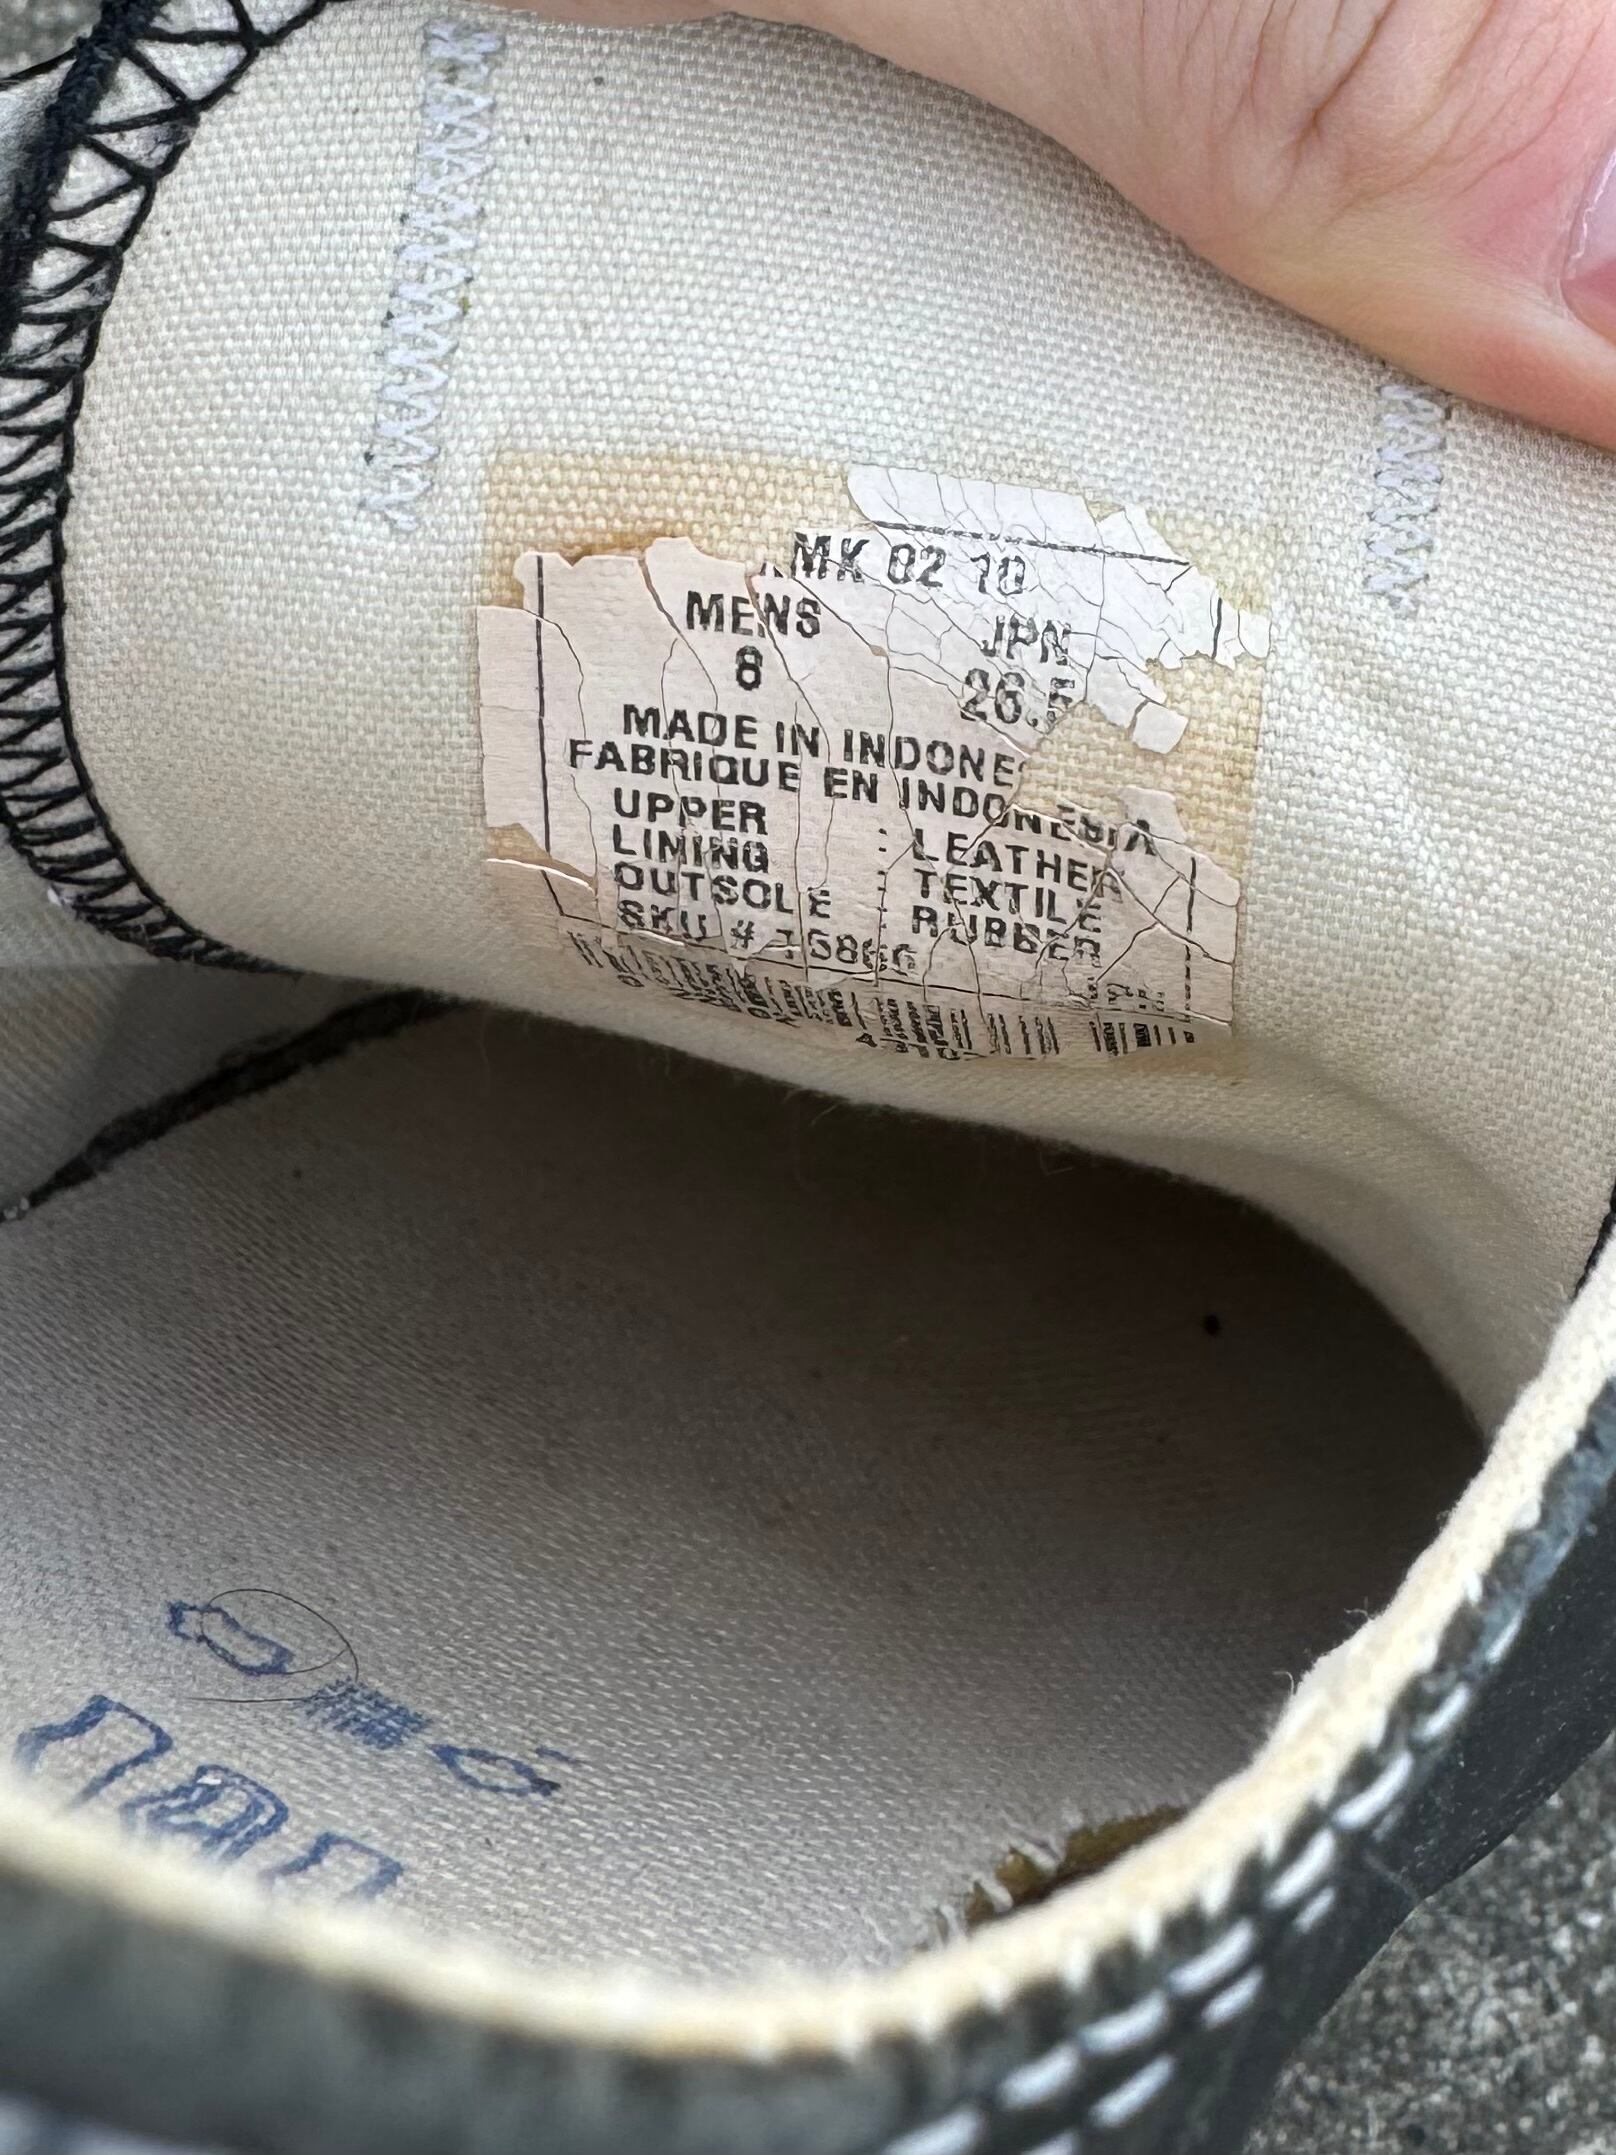 MK 02 10
MENS JPN
8 26.5
MADE IN INDONES
FABRIQUE EN INDONESIA
UPPER : LEATHER
LINING : TEXTILE
OUTSOLE : RUBBER
SKU #